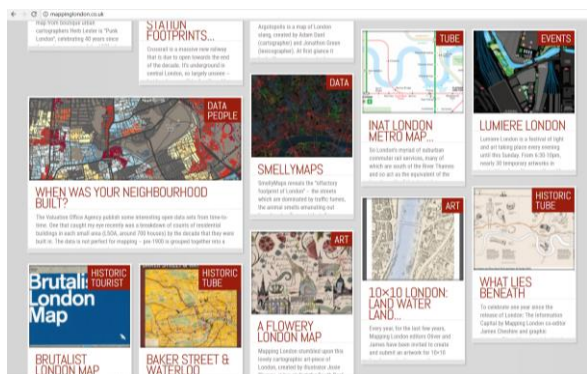 mappinglondon.co.uk
map from boutique urban
cartographers Herb Lester is "Punk
London", celebrating 40 years since
STATION
FOOTPRINTS...
Crossrail is a massive new railway
that is due to open towards the end
of the decade. It's underground in
central London, so largely unseen –
Argotopolis is a map of London
slang, created by Adam Dant
(cartographer) and Jonathon Green
(lexicographer). At first glance it
TUBE
INAT LONDON
METRO MAP...
So London's myriad of suburban
commuter rail services, many of
which are south of the River Thames
and so act as the equivalent of the
EVENTS
LUMIERE LONDON
Lumiere London is a festival of light
and art taking place every evening
until this Sunday. From 6:30-10pm,
nearly 30 temporary artworks in
DATA
PEOPLE
WHEN WAS YOUR NEIGHBOURHOOD
BUILT?
The Valuation Office Agency publish some interesting open data sets from time-to-
time. One that caught my eye recently was a breakdown of counts of residential
buildings in each small area (LSOA, around 700 houses) by the decade that they were
built in. The data is not perfect for mapping – pre-1900 is grouped together into a
DATA
SMELLYMAPS
SmellyMaps reveals the "olfactory
footprint of London" – the streets
which are dominated by traffic fumes,
the animal smells emanating out
ART
10×10 LONDON:
LAND WATER
LAND...
Every year, for the last few years,
Mapping London editors Ollie and
James have been invited to create
and submit an artwork for 10×10
HISTORIC
TUBE
WHAT LIES
BENEATH
To celebrate one year since the
release of London: The Information
Capital by Mapping London co-editor
James Cheshire and graphic
HISTORIC
TOURIST
Brutalist
London
Map
BRUTALIST
LONDON MAP
HISTORIC
TUBE
BAKER STREET &
WATERLOO
ART
A FLOWERY
LONDON MAP
Mapping London stumbled upon this
lovely cartographic art-piece of
London, created by illustrator Josie